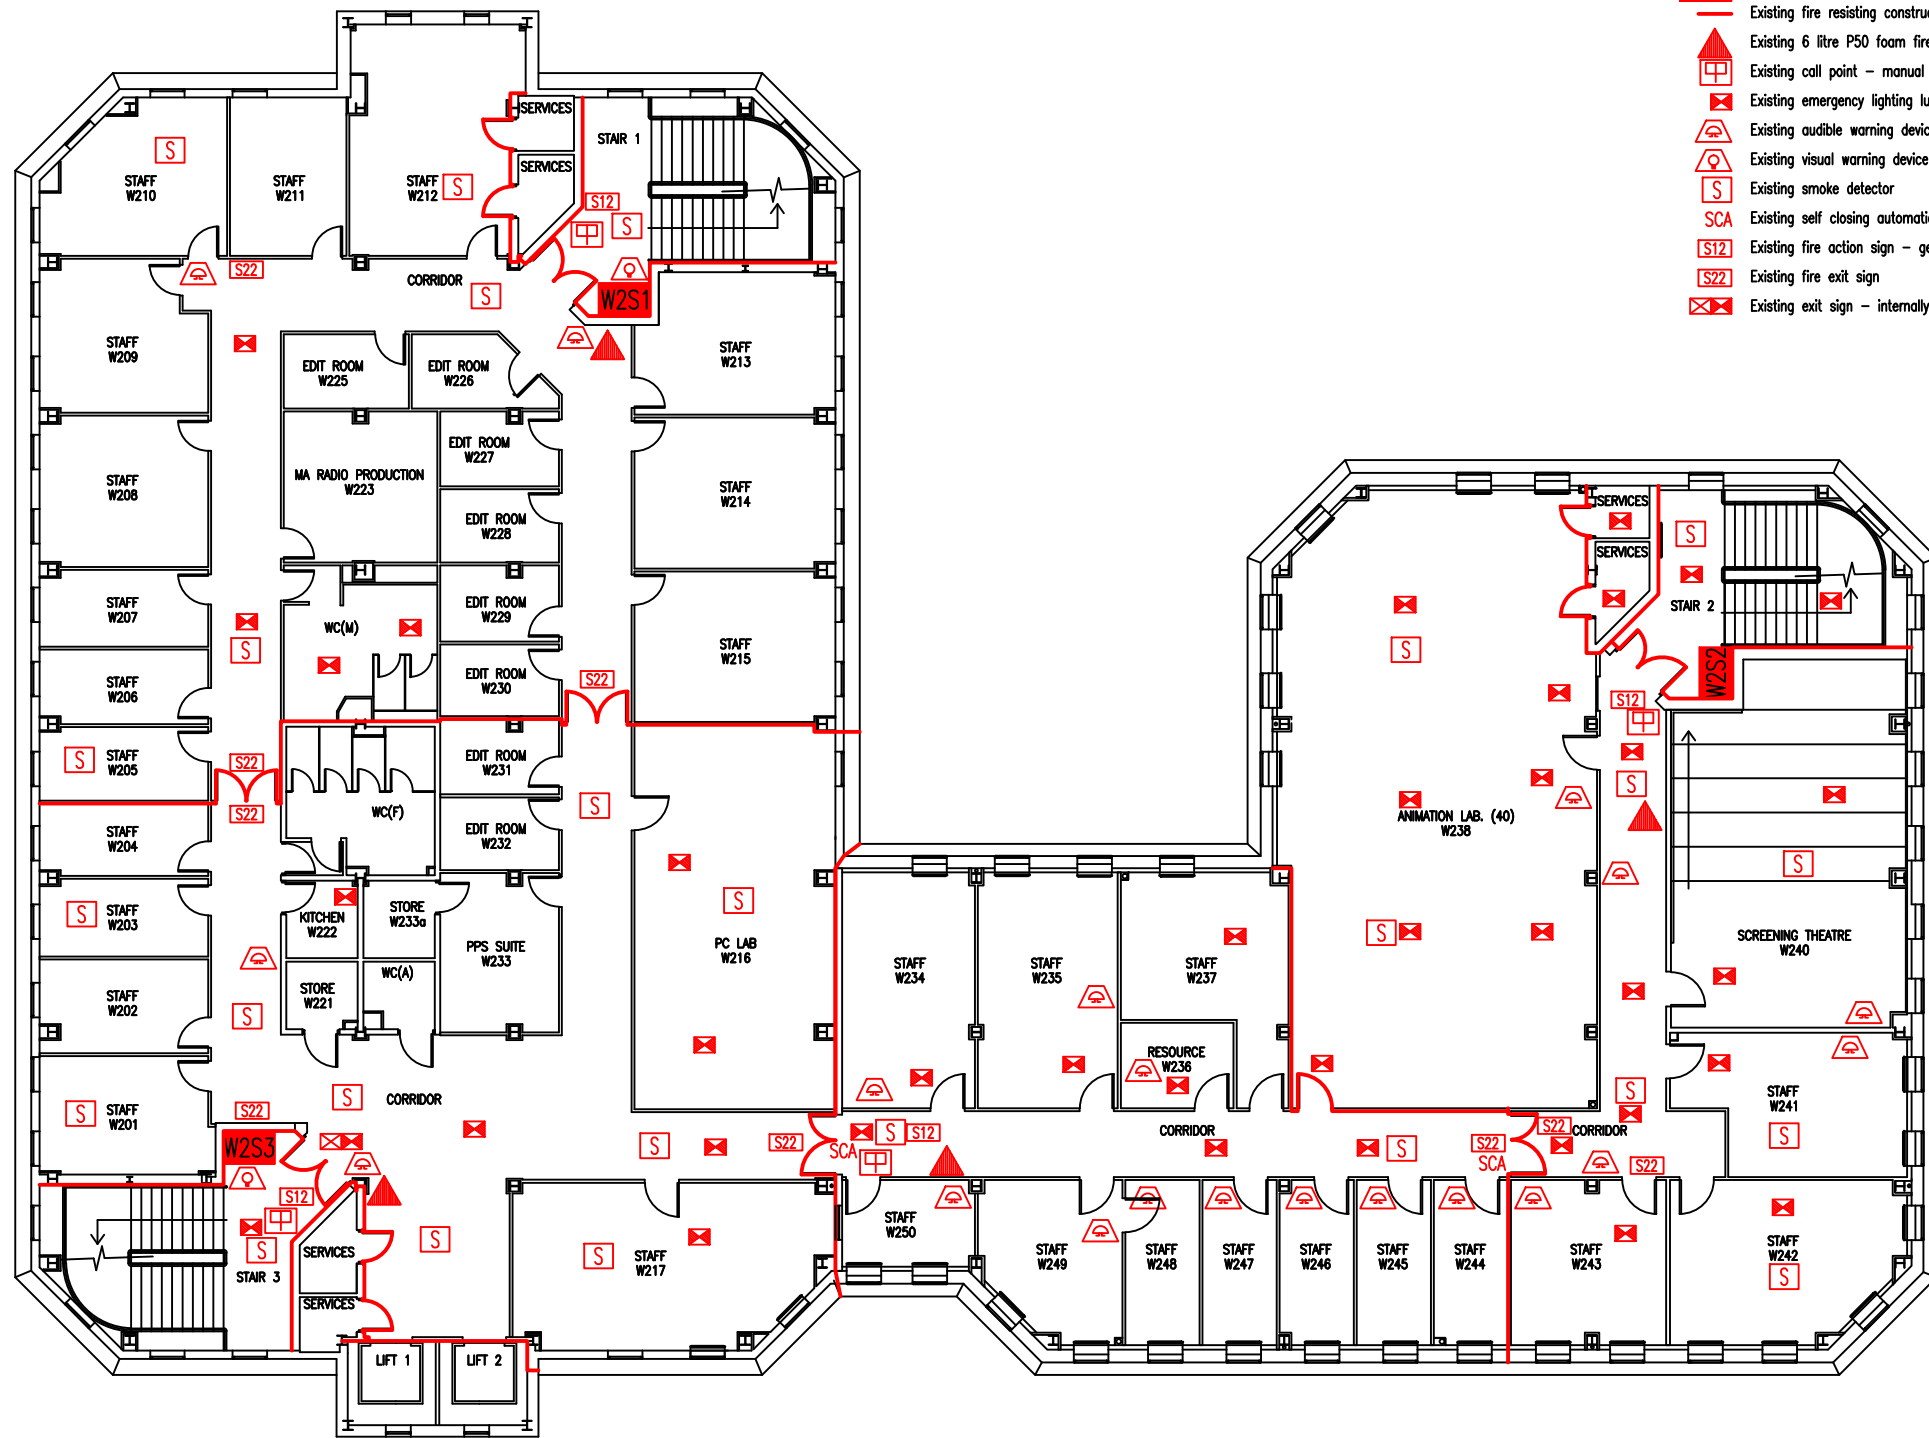 Existing fire resisting constru
Existing 6 litre P50 foam fire
Existing call point – manual
Existing emergency lighting lu
Existing audible warning devic
Existing visual warning device
S Existing smoke detector
SCA Existing self closing automati
S12 Existing fire action sign – ge
S22 Existing fire exit sign
Existing exit sign – internally
SERVICES
STAIR 1
S
STAFF
W210
STAFF
W211
STAFF
W212
S
SERVICES
S12
S
S22
CORRIDOR
S
W2S1
STAFF
W209
EDIT ROOM
W225
EDIT ROOM
W226
STAFF
W213
EDIT ROOM
W227
STAFF
W208
MA RADIO PRODUCTION
W223
STAFF
W214
EDIT ROOM
W228
STAFF
W207
EDIT ROOM
W229
WC(M)
S
STAFF
W215
STAFF
W206
EDIT ROOM
W230
S22
S
STAFF
W205
S22
EDIT ROOM
W231
S22
WC(F)
S
STAFF
W204
EDIT ROOM
W232
S
STAFF
W203
KITCHEN
W222
STORE
W233a
S
PPS SUITE
W233
PC LAB
W216
WC(A)
STAFF
W202
S
STORE
W221
S
STAFF
W201
S22
S
CORRIDOR
W2S3
S
S22
SCA
S
S12
S12
S
STAIR 3
SERVICES
SERVICES
S
S
STAFF
W217
LIFT 1
LIFT 2
SERVICES
SERVICES
S
STAIR 2
S
W2S2
S12
S
ANIMATION LAB. (40)
W238
S
S
SCREENING THEATRE
W240
STAFF
W234
STAFF
W235
STAFF
W237
RESOURCE
W236
CORRIDOR
S
S22
SCA
S22
CORRIDOR
S
S22
STAFF
W241
S
STAFF
W250
STAFF
W249
STAFF
W248
STAFF
W247
STAFF
W246
STAFF
W245
STAFF
W244
STAFF
W243
STAFF
W242
S